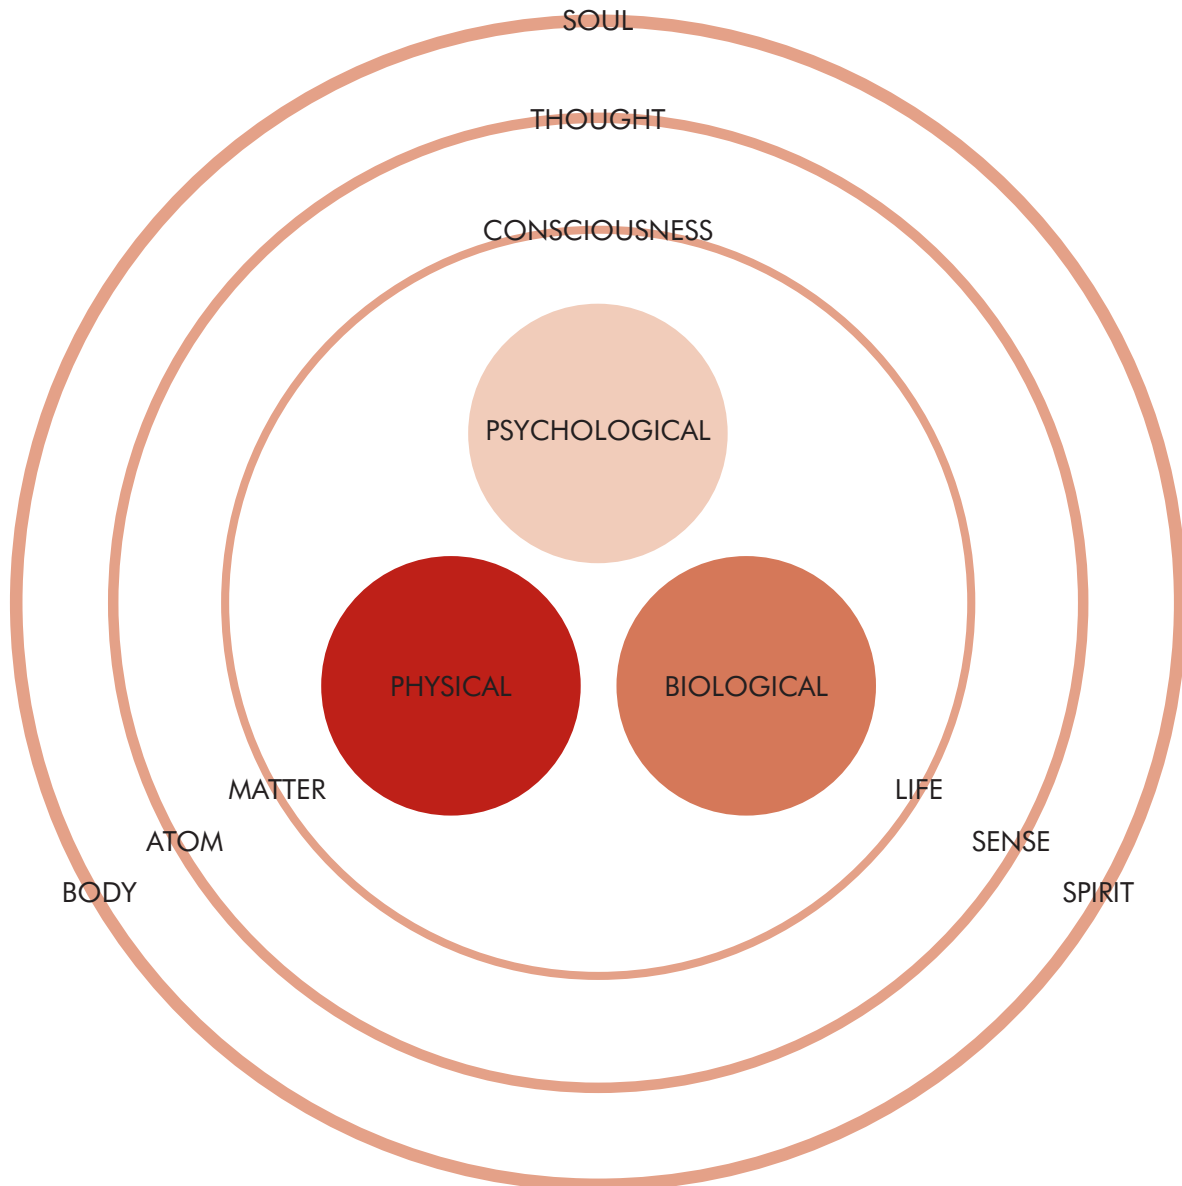 SOUL
THOUGHT
CONSCIOUSNESS
PSYCHOLOGICAL
PHYSICAL
BIOLOGICAL
MATTER
LIFE
ATOM
SENSE
BODY
SPIRIT